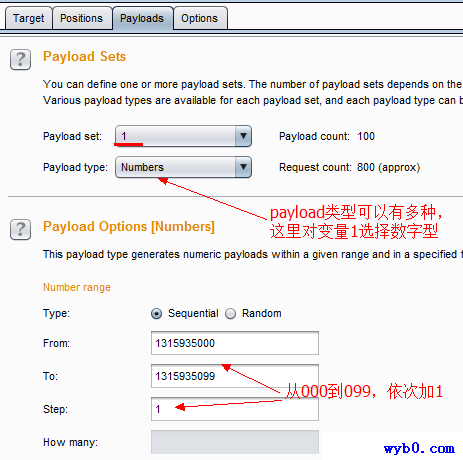 Target Positions Payloads Options
? Payload Sets
You can define one or more payload sets. The number of payload sets depends on the
Various payload types are available for each payload set, and each payload type can b
Payload set: 1 Payload count: 100
Payload type: Numbers Request count: 800 (approx)
payload类型可以有多种，
这里对变量1选择数字型
? Payload Options [Numbers]
This payload type generates numeric payloads within a given range and in a specified f
Number range
Type: Sequential Random
From: 1315935000
To: 1315935099
从000到099，依次加1
Step: 1
How many:
wyb0.com